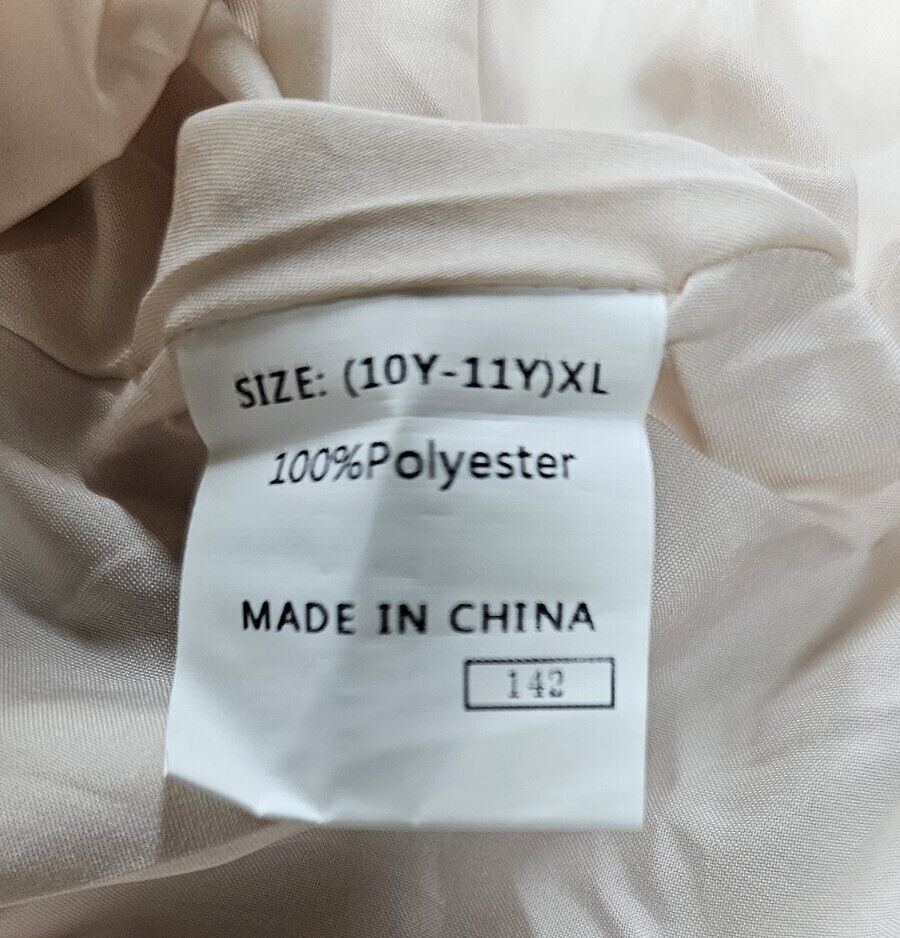 SIZE: (10Y-11Y)XL
100%Polyester
MADE IN CHINA
142